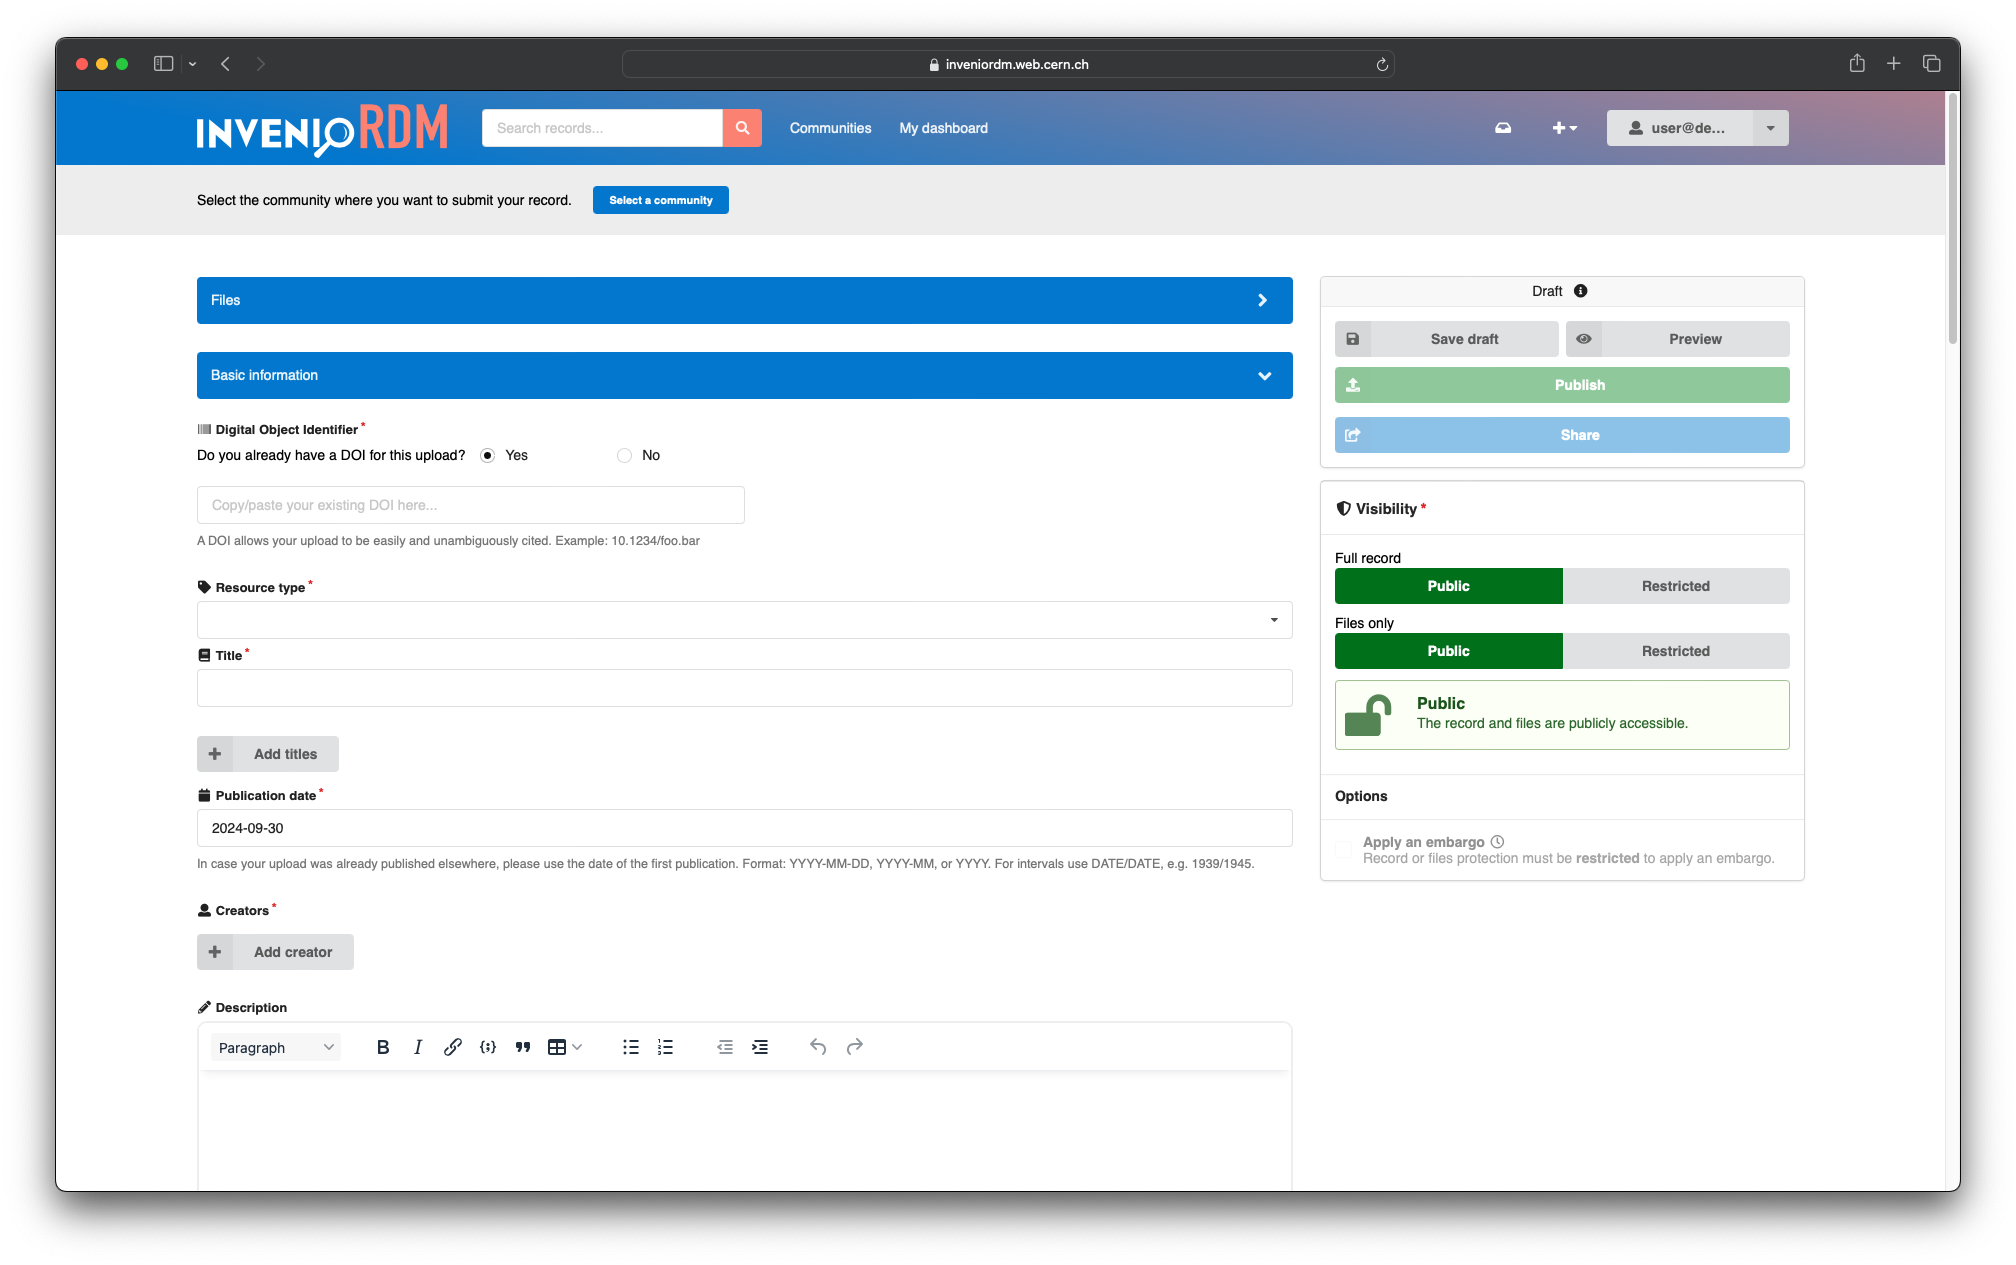 inveniordm.web.cern.ch
INVENIO RDM
Search records...
Communities
My dashboard
user@de...
Select the community where you want to submit your record.
Select a community
Files
Basic information
Digital Object Identifier*
Do you already have a DOI for this upload? Yes No
Copy/paste your existing DOI here...
A DOI allows your upload to be easily and unambiguously cited. Example: 10.1234/foo.bar
Resource type*
Title*
Add titles
Publication date*
2024-09-30
In case your upload was already published elsewhere, please use the date of the first publication. Format: YYYY-MM-DD, YYYY-MM, or YYYY. For intervals use DATE/DATE, e.g. 1939/1945.
Creators*
Add creator
Description
Paragraph
Draft
Save draft
Preview
Publish
Share
Visibility*
Full record
Public
Restricted
Files only
Public
Restricted
Public
The record and files are publicly accessible.
Options
Apply an embargo
Record or files protection must be restricted to apply an embargo.